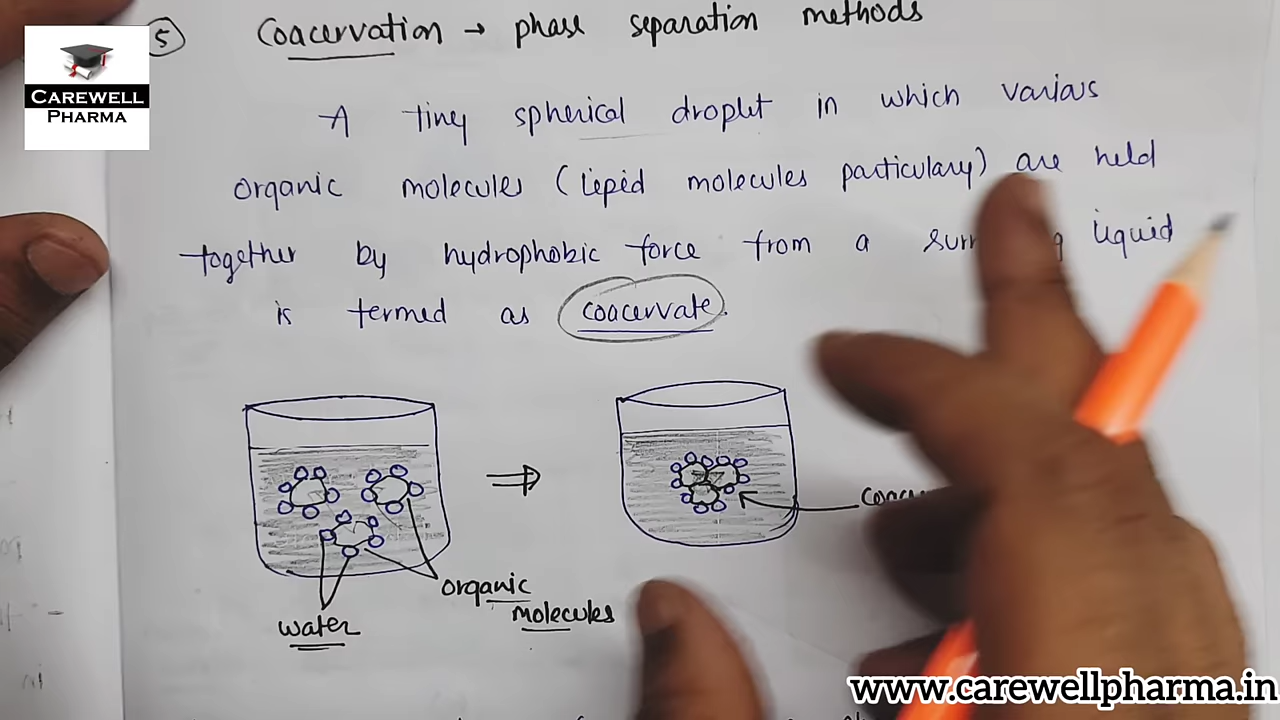 CAREWELL
PHARMA
5 Coacervation → phase separation methods
A tiny spherical droplet in which various
organic molecules (lipid molecules particulary) are held
together by hydrophobic force from a liquid
is termed as coacervate.
organic
molecules
water
www.carewellpharma.in